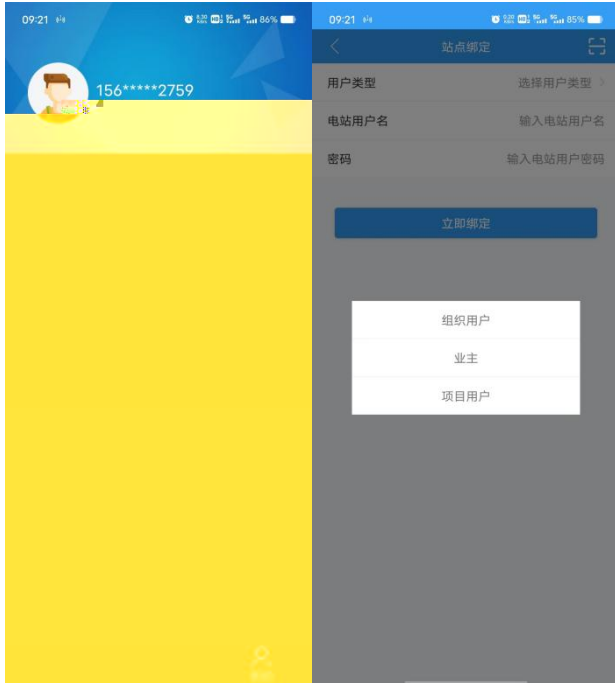 09:21
86%
156*****2759
09:21
85%
站点绑定
用户类型
选择用户类型
电站用户名
输入电站用户名
密码
输入电站用户密码
立即绑定
组织用户
业主
项目用户